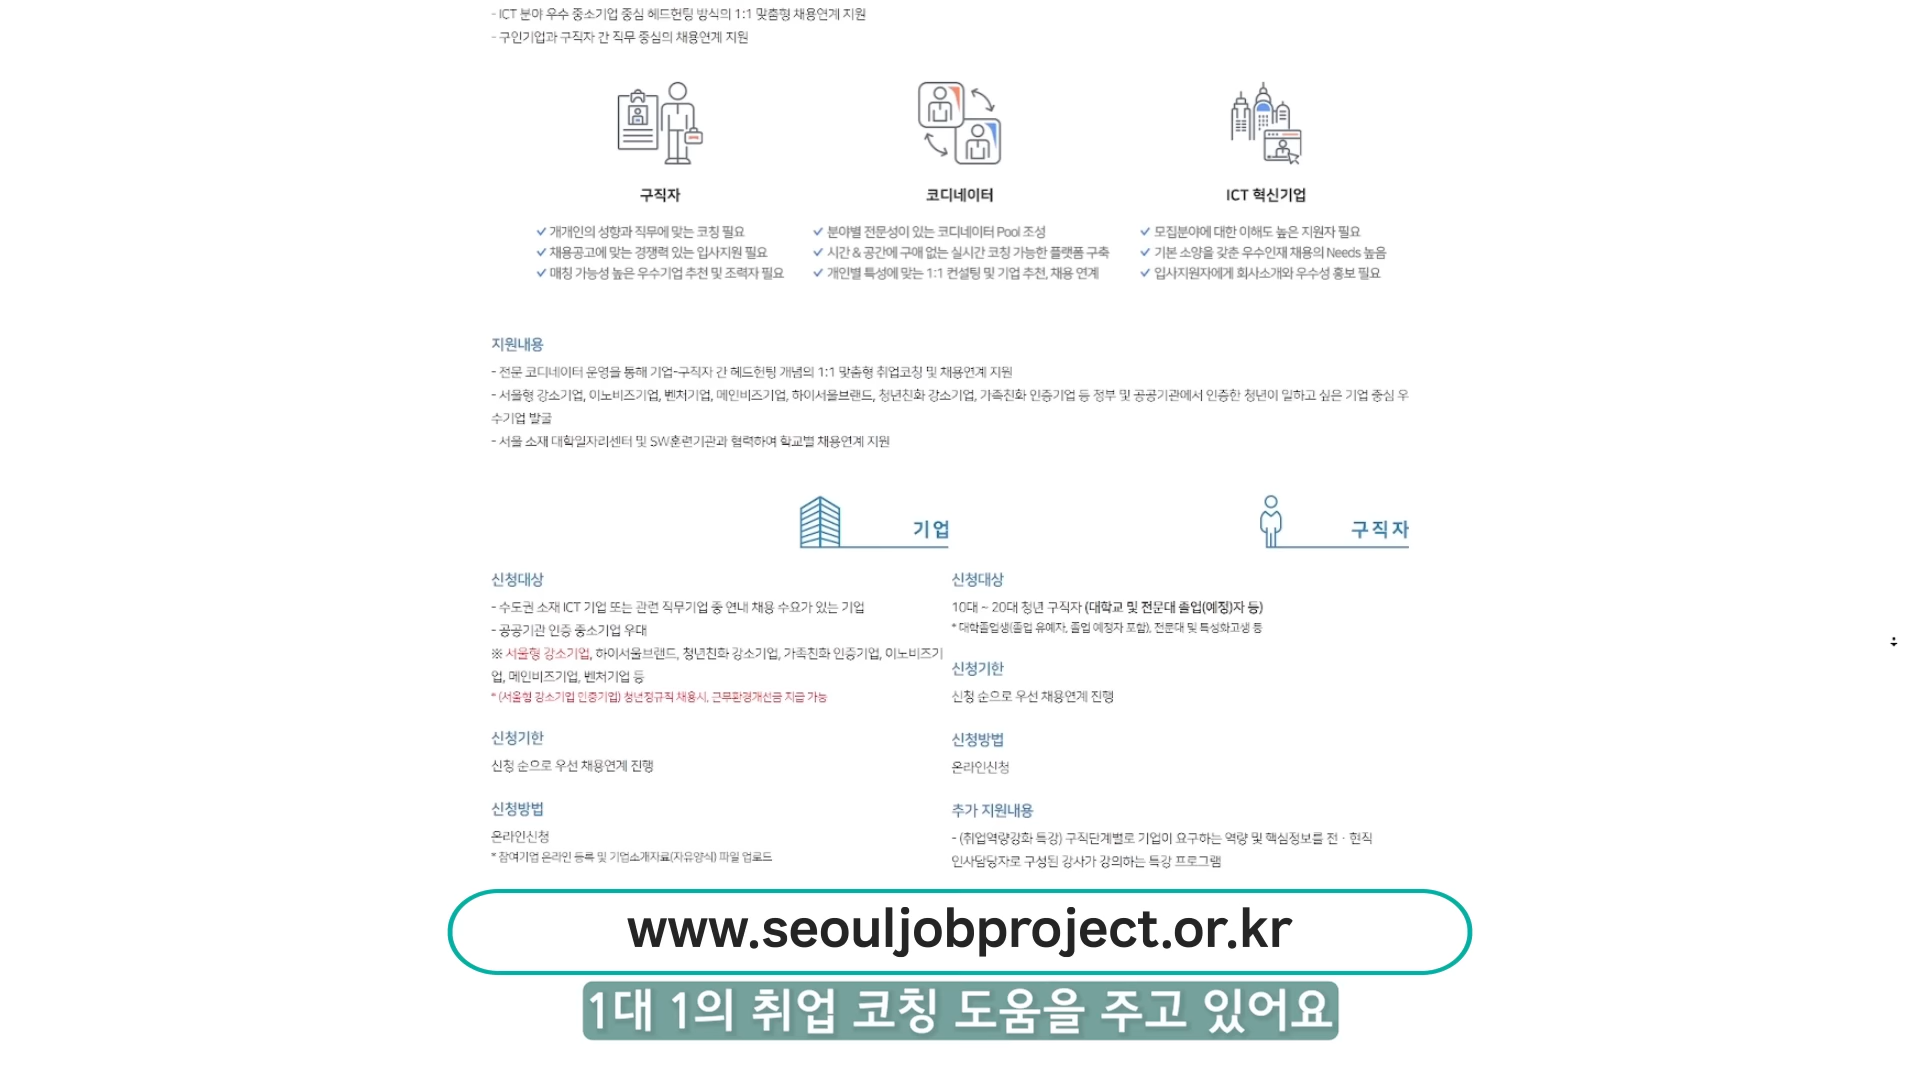 - ICT 분야 우수 중소기업 중심 헤드헌팅 방식의 1:1 맞춤형 채용연계 지원
- 구인기업과 구직자 간 직무 중심의 채용연계 지원
구직자
✓ 개개인의 성향과 직무에 맞는 코칭 필요
✓ 채용공고에 맞는 경쟁력 있는 입사지원 필요
✓ 매칭 가능성 높은 우수기업 추천 및 조력자 필요
코디네이터
✓ 분야별 전문성이 있는 코디네이터 Pool 조성
✓ 시간 & 공간에 구애 없는 실시간 코칭 가능한 플랫폼 구축
✓ 개인별 특성에 맞는 1:1 컨설팅 및 기업 추천, 채용 연계
ICT 혁신기업
✓ 모집분야에 대한 이해도 높은 지원자 필요
✓ 기본 소양을 갖춘 우수인재 채용의 Needs 높음
✓ 입사지원자에게 회사소개와 우수성 홍보 필요
지원내용
- 전문 코디네이터 운영을 통해 기업-구직자 간 헤드헌팅 개념의 1:1 맞춤형 취업코칭 및 채용연계 지원
- 서울형 강소기업, 이노비즈기업, 벤처기업, 메인비즈기업, 하이서울브랜드, 청년친화 강소기업, 가족친화 인증기업 등 정부 및 공공기관에서 인증한 청년이 일하고 싶은 기업 중심 우
수기업 발굴
- 서울 소재 대학일자리센터 및 SW훈련기관과 협력하여 학교별 채용연계 지원
기업
신청대상
- 수도권 소재 ICT 기업 또는 관련 직무기업 중 연내 채용 수요가 있는 기업
- 공공기관 인증 중소기업 우대
※ 서울형 강소기업, 하이서울브랜드, 청년친화 강소기업, 가족친화 인증기업, 이노비즈기
업, 메인비즈기업, 벤처기업 등
* (서울형 강소기업 인증기업) 청년정규직 채용시, 근무환경개선금 지급 가능
신청기한
신청 순으로 우선 채용연계 진행
신청방법
온라인신청
* 참여기업 온라인 등록 및 기업소개자료(자유양식) 파일 업로드
구직자
신청대상
10대 ~ 20대 청년 구직자 (대학교 및 전문대 졸업(예정)자 등)
* 대학졸업생(졸업 유예자, 졸업 예정자 포함), 전문대 및 특성화고생 등
신청기한
신청 순으로 우선 채용연계 진행
신청방법
온라인신청
추가 지원내용
- (취업역량강화 특강) 구직단계별로 기업이 요구하는 역량 및 핵심정보를 전 · 현직
인사담당자로 구성된 강사가 강의하는 특강 프로그램
www.seouljobproject.or.kr
1대 1의 취업 코칭 도움을 주고 있어요